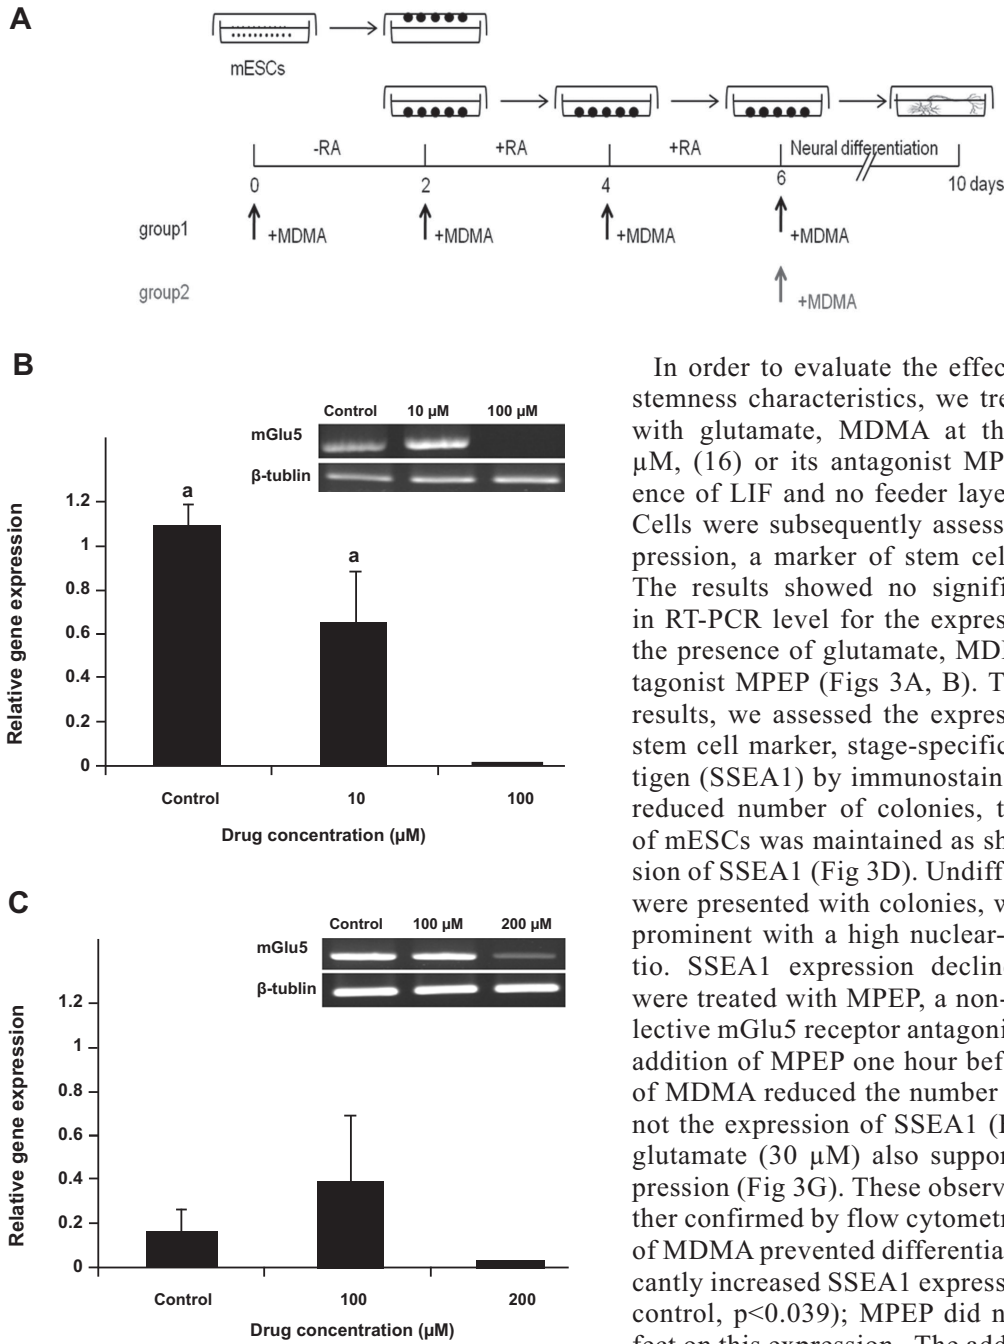 A
mESCs
-RA +RA +RA Neural differentiation
0 2 4 6 10 days
group1 +MDMA +MDMA +MDMA +MDMA
group2 +MDMA
B
Control 10 µM 100 µM
mGlu5
β-tublin
a
a
Relative gene expression
1.2
1
0.8
0.6
0.4
0.2
0
Control 10 100
Drug concentration (µM)
C
Control 100 µM 200 µM
mGlu5
β-tublin
Relative gene expression
1.2
1
0.8
0.6
0.4
0.2
0
Control 100 200
Drug concentration (µM)
In order to evaluate the effec
stemness characteristics, we tre
with glutamate, MDMA at th
µM, (16) or its antagonist MP
ence of LIF and no feeder laye
Cells were subsequently assess
pression, a marker of stem cel
The results showed no signifi
in RT-PCR level for the express
the presence of glutamate, MD
tagonist MPEP (Figs 3A, B). T
results, we assessed the express
stem cell marker, stage-specific
tigen (SSEA1) by immunostain
reduced number of colonies, t
of mESCs was maintained as sh
sion of SSEA1 (Fig 3D). Undiff
were presented with colonies, w
prominent with a high nuclear-
tio. SSEA1 expression decline
were treated with MPEP, a non-
lective mGlu5 receptor antagoni
addition of MPEP one hour bef
of MDMA reduced the number
not the expression of SSEA1 (
glutamate (30 µM) also suppor
pression (Fig 3G). These observ
ther confirmed by flow cytometr
of MDMA prevented differentia
cantly increased SSEA1 express
control, p<0.039); MPEP did n